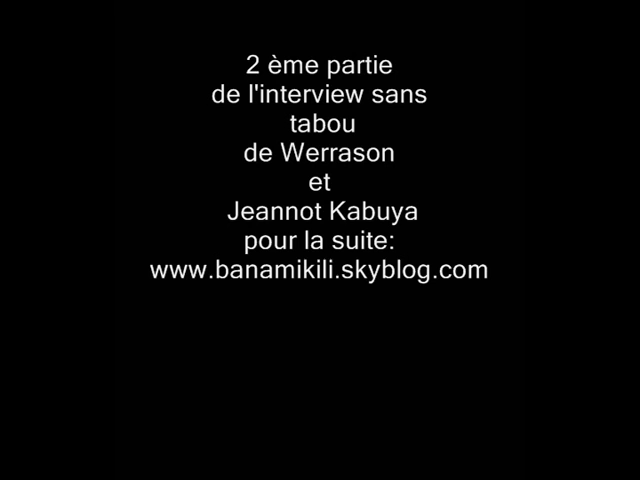 2 ème partie
de l'interview sans
tabou
de Werrason
et
Jeannot Kabuya
pour la suite:
www.banamikili.skyblog.com